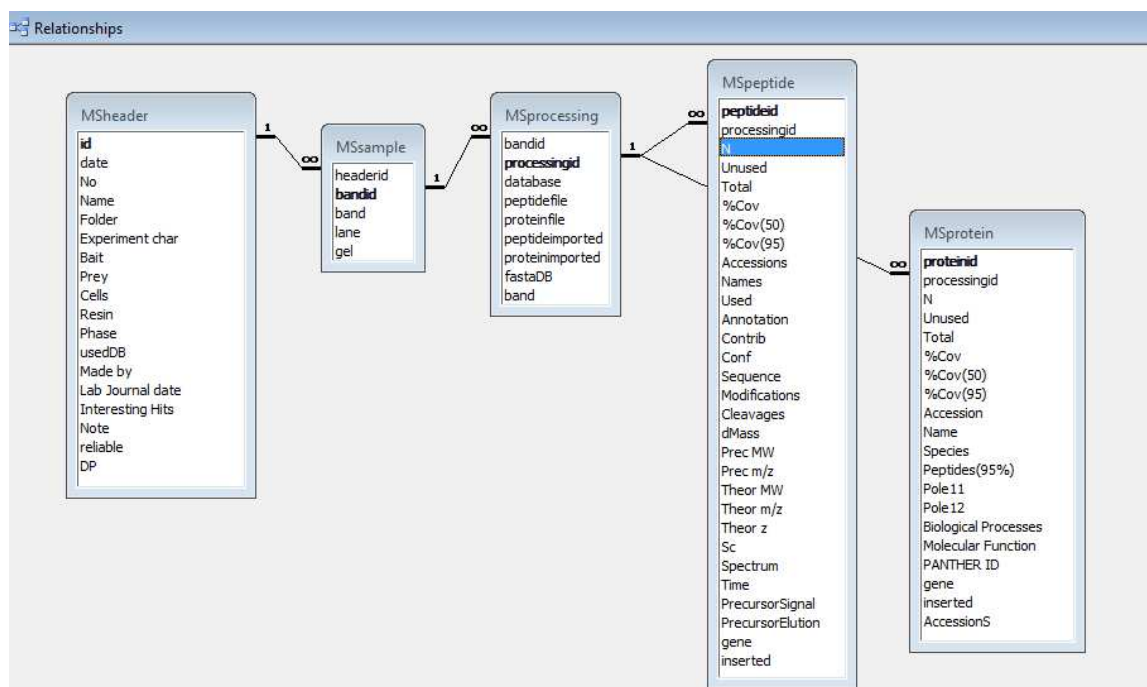 Relationships
MSheader
id
date
No
Name
Folder
Experiment char
Bait
Prey
Cells
Resin
Phase
usedDB
Made by
Lab Journal date
Interesting Hits
Note
reliable
DP
1
∞
MSsample
headerid
bandid
band
lane
gel
1
∞
MSprocessing
bandid
processingid
database
peptidefile
proteinfile
peptideimported
proteinimported
fastaDB
band
1
∞
MSpeptide
peptideid
processingid
N
Unused
Total
%Cov
%Cov(50)
%Cov(95)
Accessions
Names
Used
Annotation
Contrib
Conf
Sequence
Modifications
Cleavages
dMass
Prec MW
Prec m/z
Theor MW
Theor m/z
Theor z
Sc
Spectrum
Time
PrecursorSignal
PrecursorElution
gene
inserted
∞
MSprotein
proteinid
processingid
N
Unused
Total
%Cov
%Cov(50)
%Cov(95)
Accession
Name
Species
Peptides(95%)
Pole11
Pole12
Biological Processes
Molecular Function
PANTHER ID
gene
inserted
AccessionS